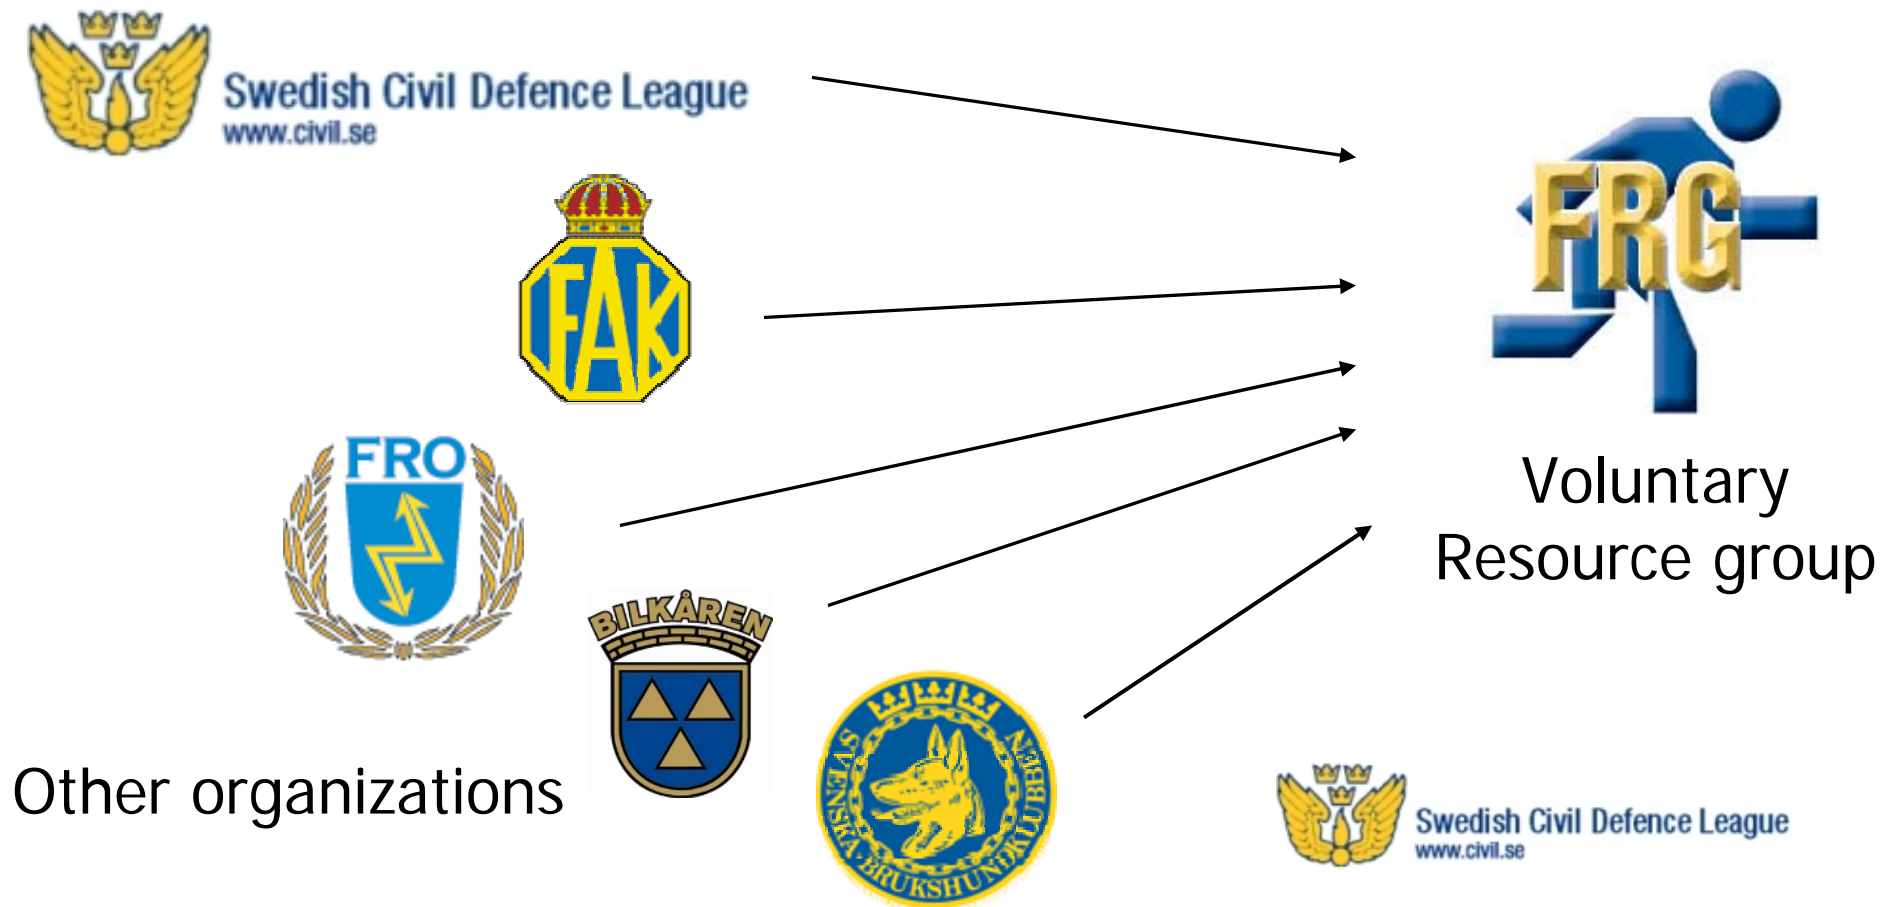 Swedish Civil Defence League
www.civil.se
FAK
FRG
FRO
Voluntary
Resource group
BILKÅREN
Other organizations
SVENSKA · BRUKSHUNDKLUBBEN
Swedish Civil Defence League
www.civil.se